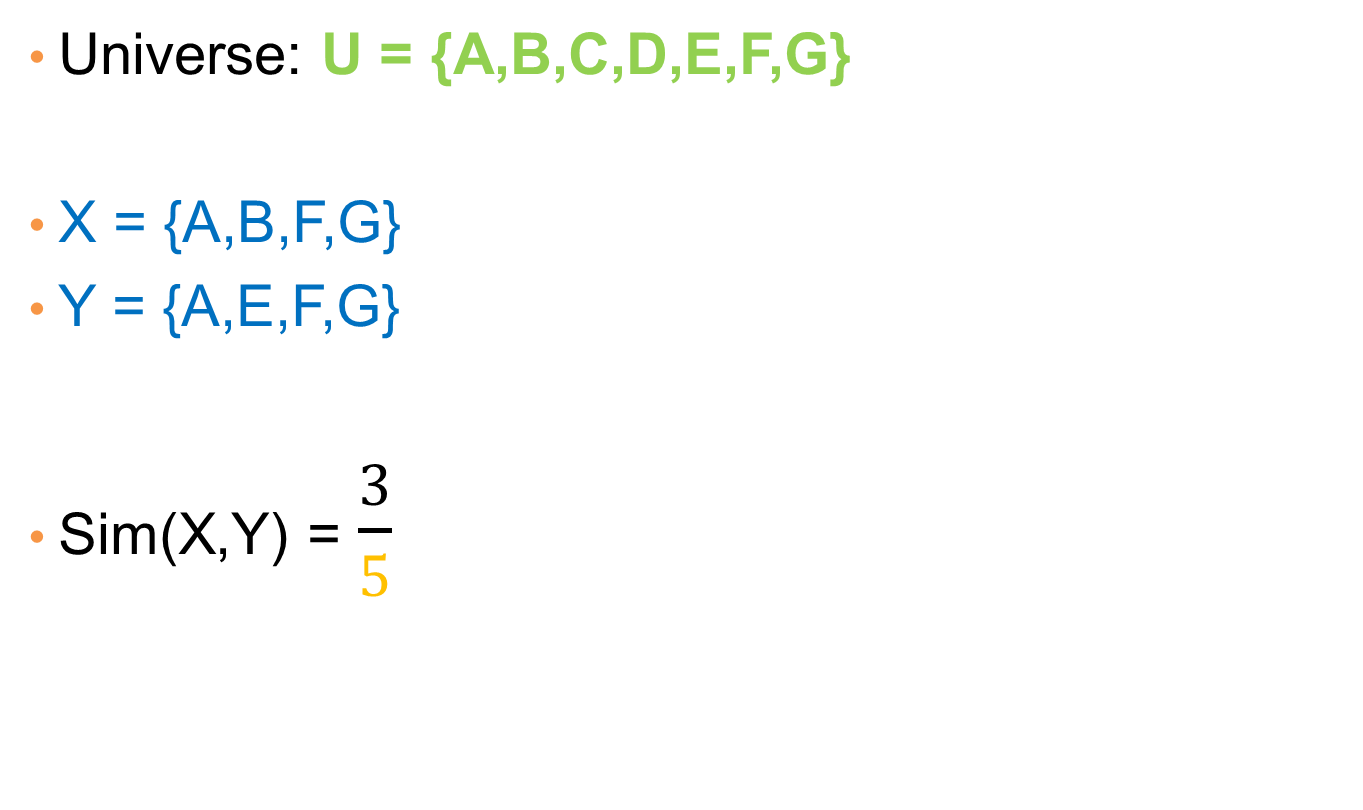 • Universe: U = {A,B,C,D,E,F,G}
• X = {A,B,F,G}
• Y = {A,E,F,G}
• Sim(X,Y) = 3/5